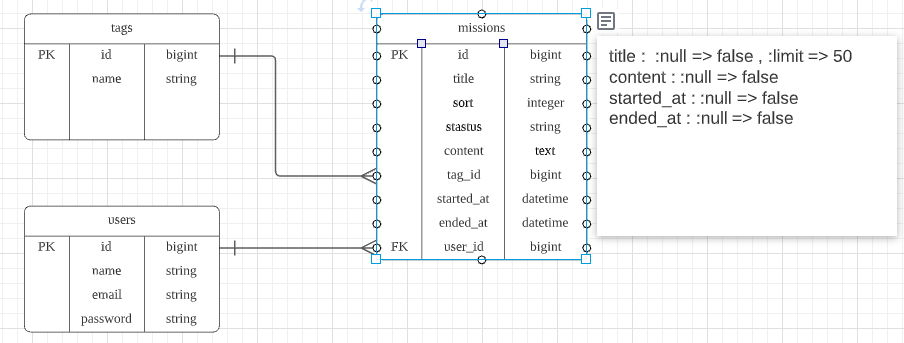 tags
PK id bigint
name string
users
PK id bigint
name string
email string
password string
missions
PK id bigint
title string
sort integer
stastus string
content text
tag_id bigint
started_at datetime
ended_at datetime
FK user_id bigint
title : :null => false , :limit => 50
content : :null => false
started_at : :null => false
ended_at : :null => false